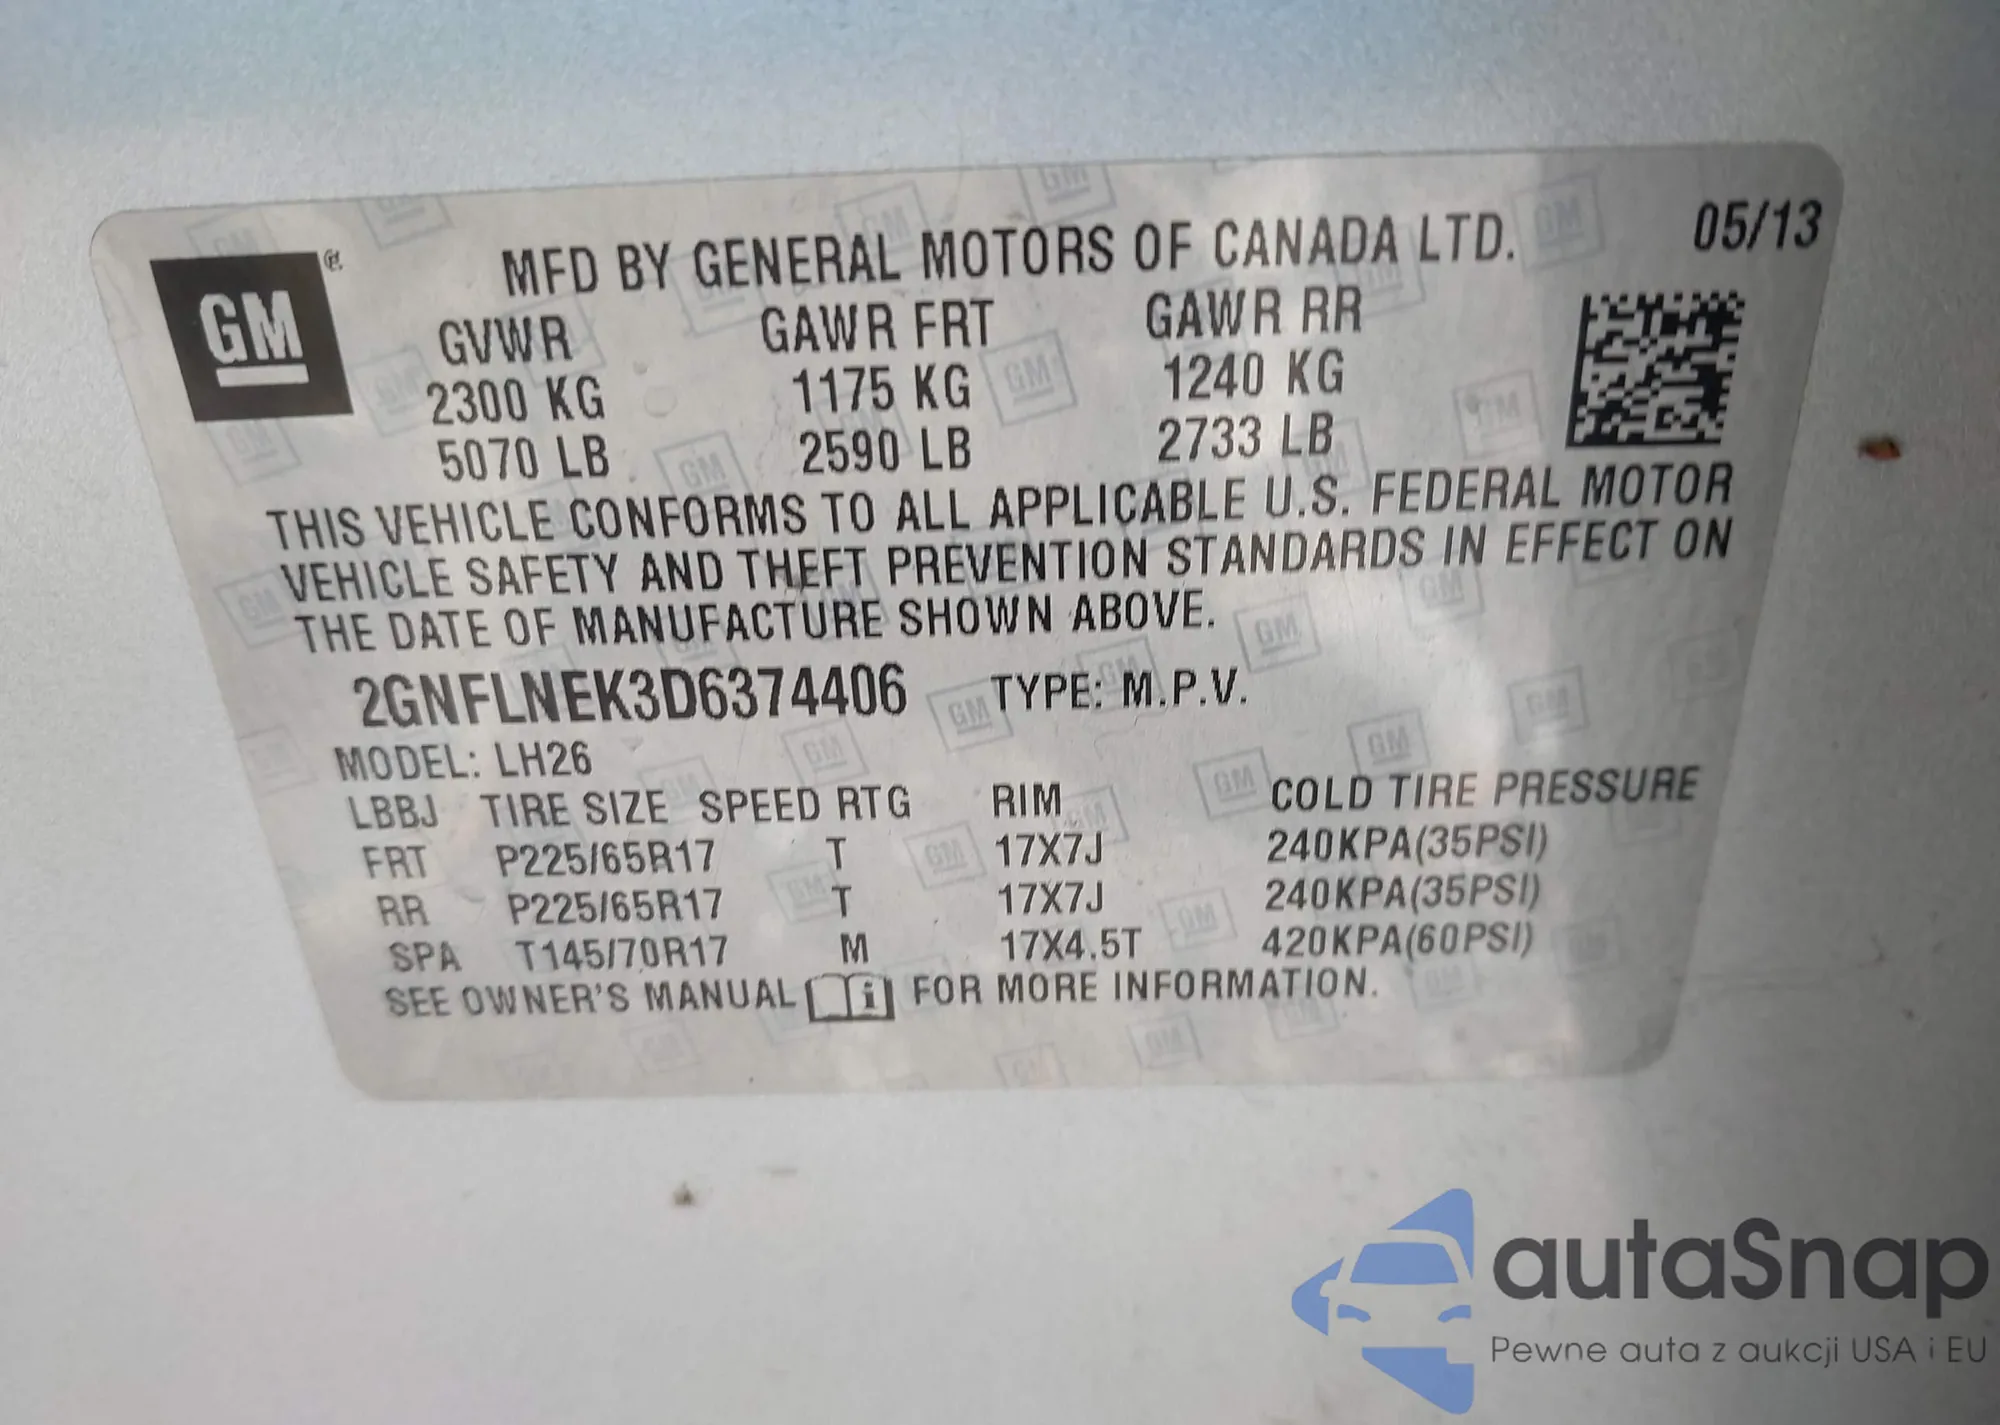 GM
MFD BY GENERAL MOTORS OF CANADA LTD. 05/13
GVWR GAWR FRT GAWR RR
2300 KG 1175 KG 1240 KG
5070 LB 2590 LB 2733 LB
THIS VEHICLE CONFORMS TO ALL APPLICABLE U.S. FEDERAL MOTOR
VEHICLE SAFETY AND THEFT PREVENTION STANDARDS IN EFFECT ON
THE DATE OF MANUFACTURE SHOWN ABOVE.
2GNFLNEK3D6374406 TYPE: M.P.V.
MODEL: LH26
LBBJ TIRE SIZE SPEED RTG RIM COLD TIRE PRESSURE
FRT P225/65R17 T 17X7J 240KPA(35PSI)
RR P225/65R17 T 17X7J 240KPA(35PSI)
SPA T145/70R17 M 17X4.5T 420KPA(60PSI)
SEE OWNER'S MANUAL i FOR MORE INFORMATION.
autaSnap
Pewne auta z aukcji USA i EU